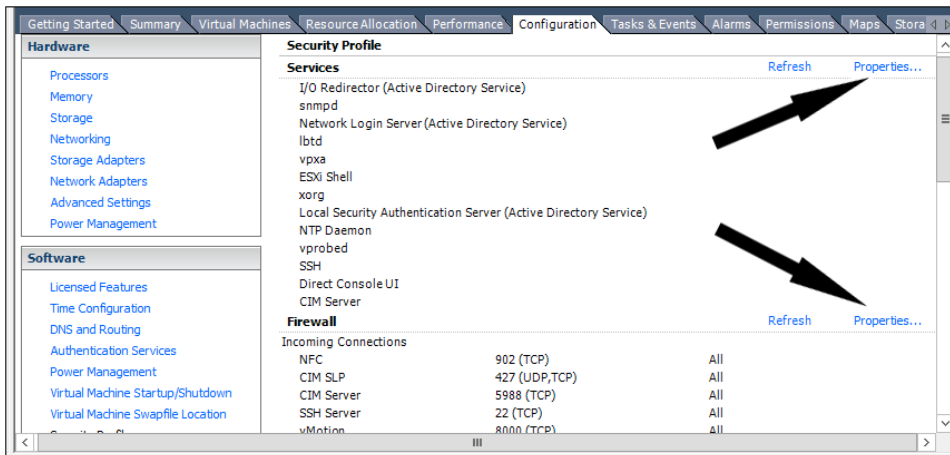 Getting Started Summary Virtual Machines Resource Allocation Performance Configuration Tasks & Events Alarms Permissions Maps Stora
Hardware
Processors
Memory
Storage
Networking
Storage Adapters
Network Adapters
Advanced Settings
Power Management
Software
Licensed Features
Time Configuration
DNS and Routing
Authentication Services
Power Management
Virtual Machine Startup/Shutdown
Virtual Machine Swapfile Location
Security Profile
Services Refresh Properties...
I/O Redirector (Active Directory Service)
snmpd
Network Login Server (Active Directory Service)
lbtd
vpxa
ESXi Shell
xorg
Local Security Authentication Server (Active Directory Service)
NTP Daemon
vprobed
SSH
Direct Console UI
CIM Server
Firewall Refresh Properties...
Incoming Connections
NFC 902 (TCP) All
CIM SLP 427 (UDP,TCP) All
CIM Server 5988 (TCP) All
SSH Server 22 (TCP) All
vMotion 8000 (TCP) All